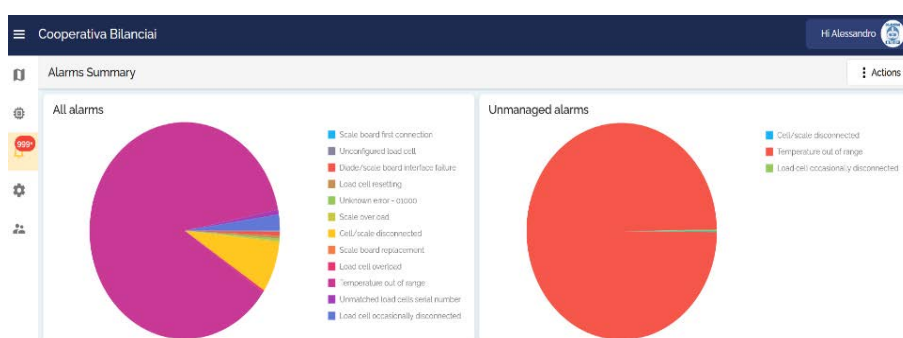 Cooperativa Bilanciai
Hi Alessandro
Alarms Summary
Actions
999+
All alarms
Scale board first connection
Unconfigured load cell
Diade/scale board interface failure
Load cell resetting
Unknown error - 01000
Scale overload
Cell/scale disconnected
Scale board replacement
Load cell overload
Temperature out of range
Unmatched load cells serial number
Load cell occasionally disconnected
Unmanaged alarms
Cell/scale disconnected
Temperature out of range
Load cell occasionally disconnected